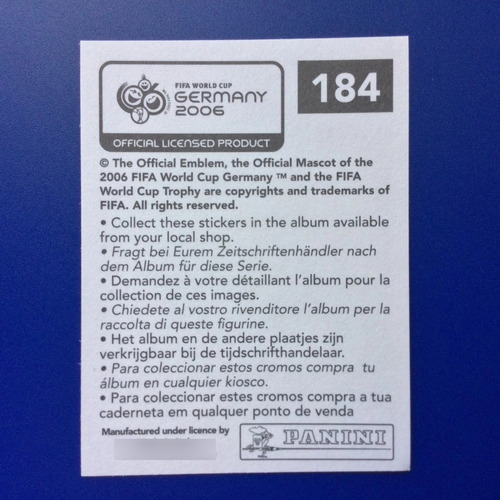 FIFA WORLD CUP
GERMANY
2006
184
OFFICIAL LICENSED PRODUCT
© The Official Emblem, the Official Mascot of the
2006 FIFA World Cup Germany ™ and the FIFA
World Cup Trophy are copyrights and trademarks of
FIFA. All rights reserved.
• Collect these stickers in the album available
from your local shop.
• Fragt bei Eurem Zeitschriftenhändler nach
dem Album für diese Serie.
• Demandez à votre détaillant l'album pour la
collection de ces images.
• Chiedete al vostro rivenditore l'album per la
raccolta di queste figurine.
• Het album en de andere plaatjes zijn
verkrijgbaar bij de tijdschrifthandelaar.
• Para coleccionar estos cromos compra tu
álbum en cualquier kiosco.
• Para coleccionar estes cromos compra a tua
caderneta em qualquer ponto de venda
Manufactured under licence by
PANINI